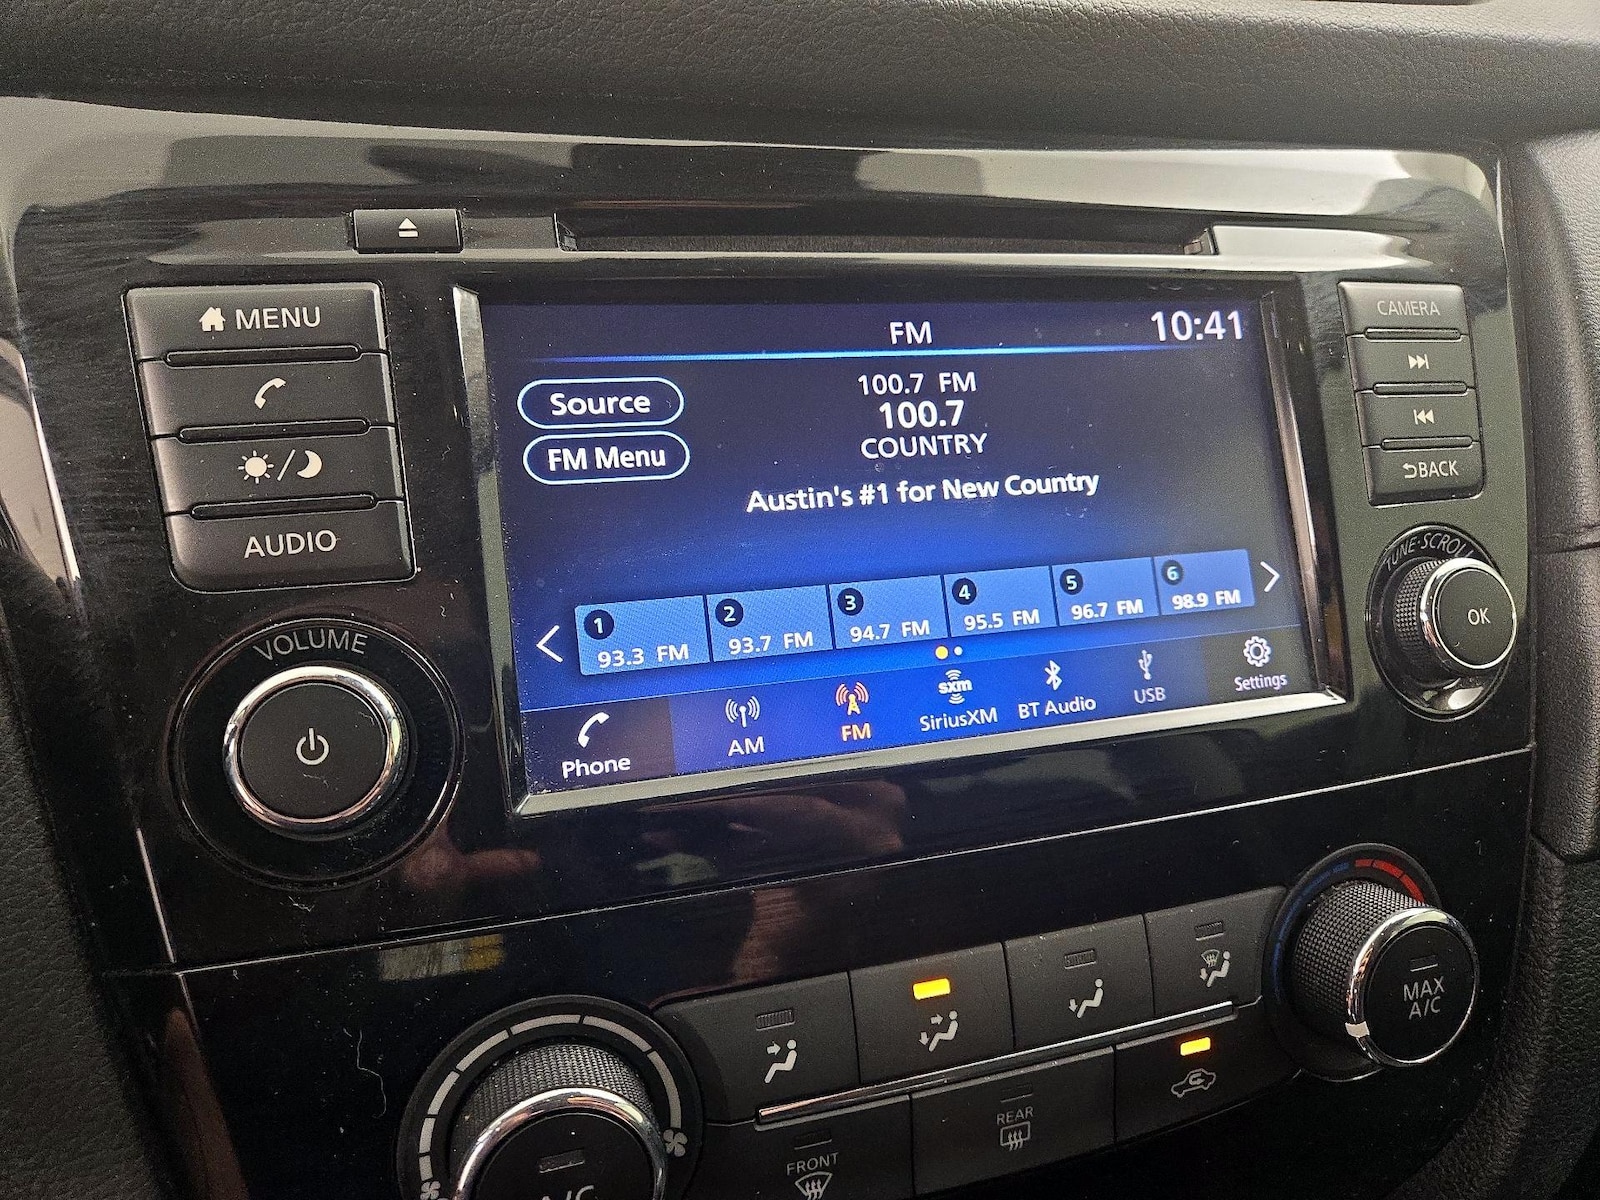 MENU
AUDIO
VOLUME
FM
10:41
Source
FM Menu
100.7 FM
100.7
COUNTRY
Austin's #1 for New Country
1
93.3 FM
2
93.7 FM
3
94.7 FM
4
95.5 FM
5
96.7 FM
6
98.9 FM
Phone
AM
FM
sxm
SiriusXM
BT Audio
USB
Settings
CAMERA
BACK
TUNE·SCROLL
OK
MAX
A/C
REAR
FRONT
A/C